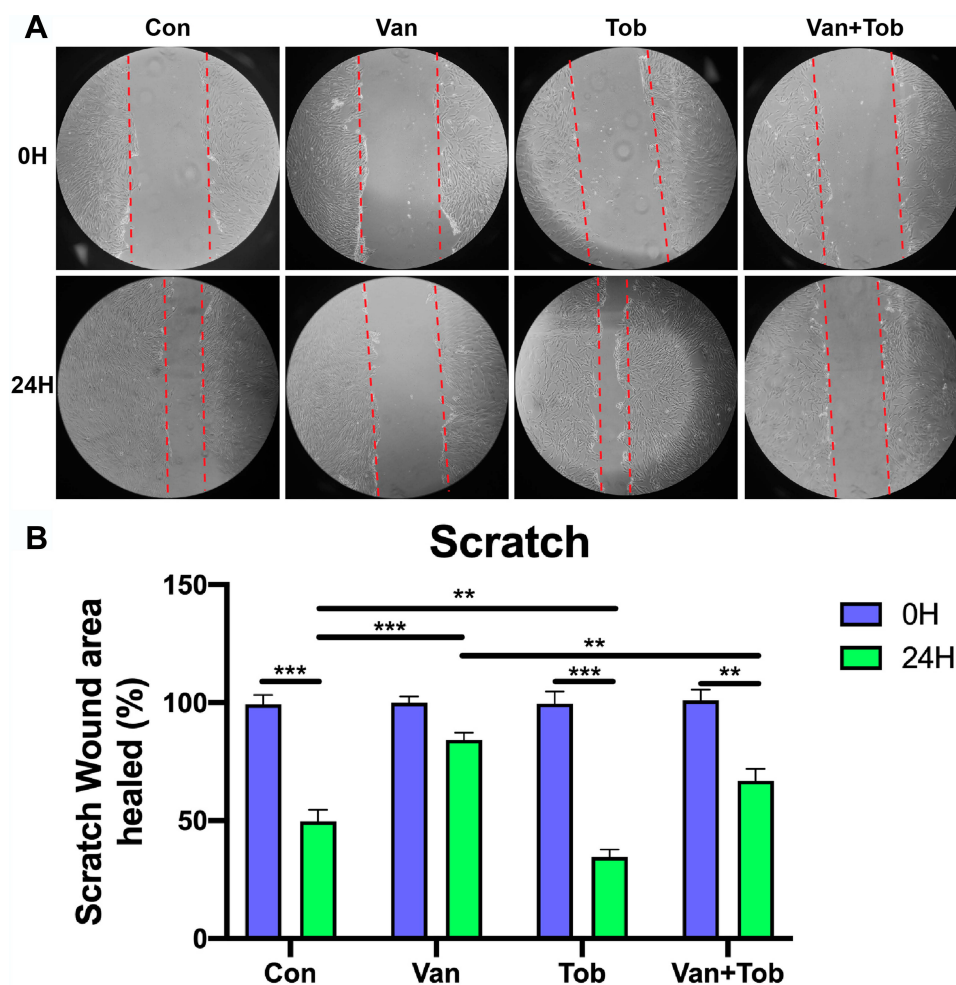 A
Con Van Tob Van+Tob
0H
24H
B
Scratch
Scratch Wound area
healed (%)
150
100
50
0
**
***
**
***
***
**
0H
24H
Con Van Tob Van+Tob